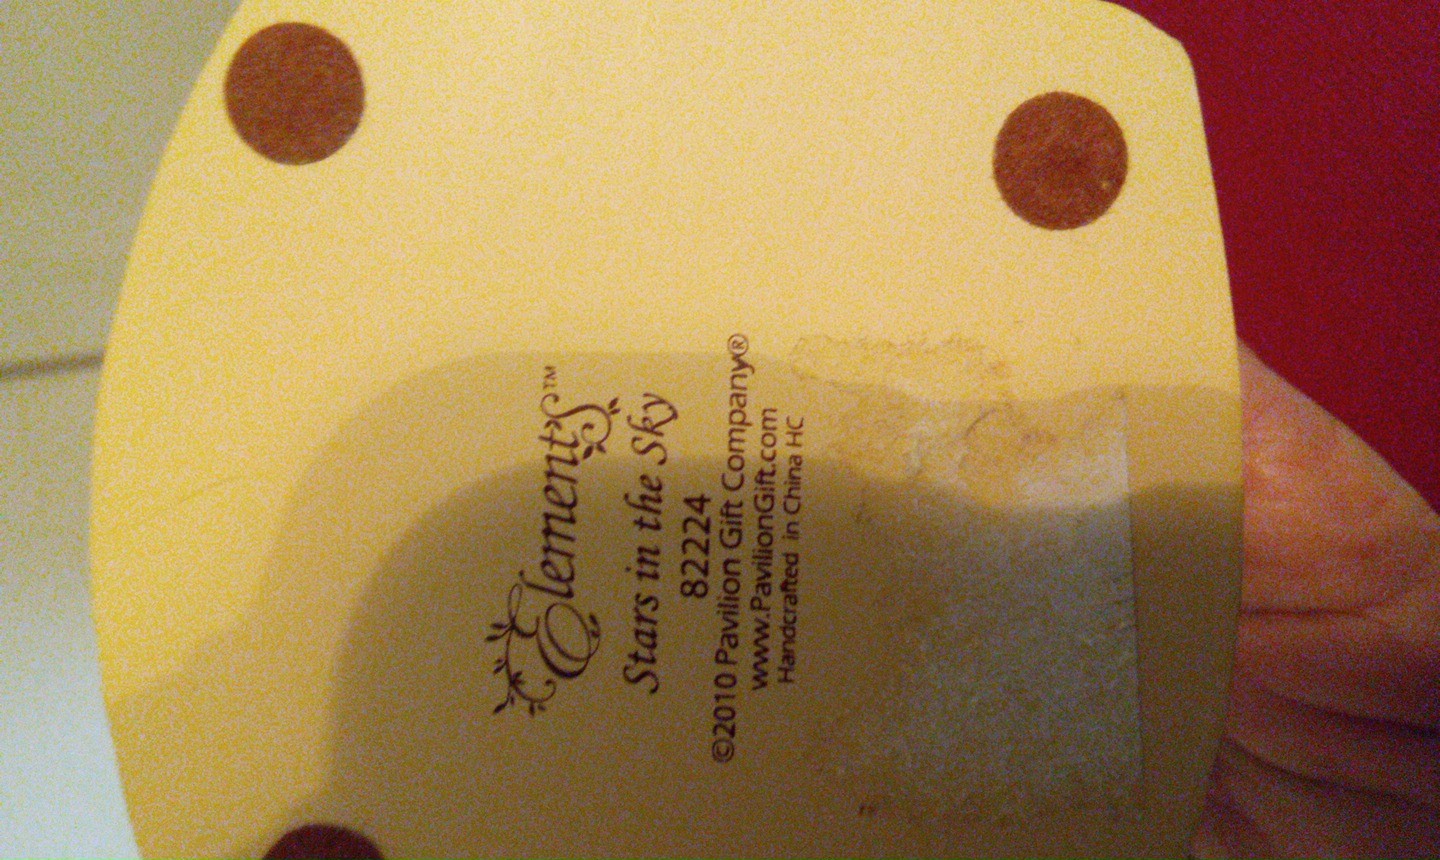 Elements™
Stars in the Sky
82224
©2010 Pavilion Gift Company®
www.PavilionGift.com
Handcrafted in China HC